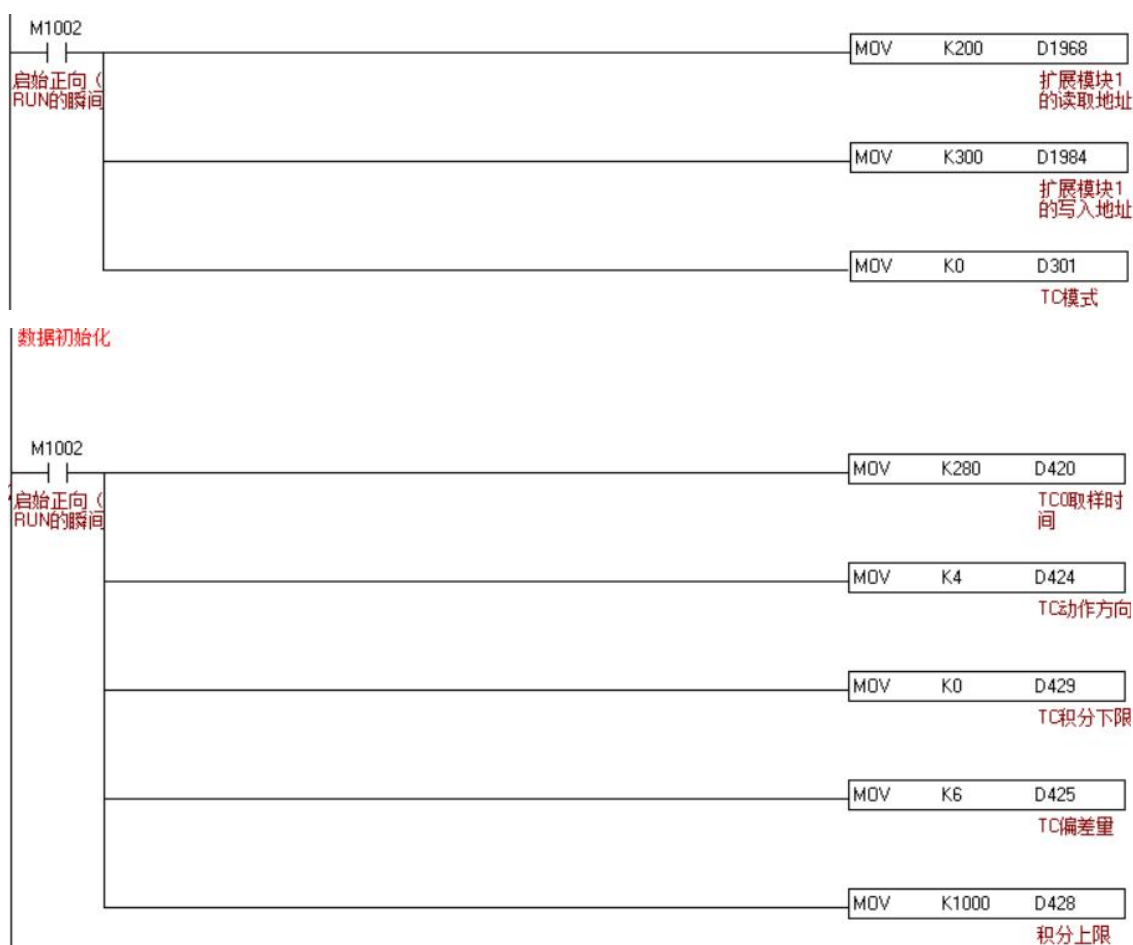 M1002
启始正向（
RUN的瞬间
MOV K200 D1968
扩展模块1
的读取地址
MOV K300 D1984
扩展模块1
的写入地址
MOV K0 D301
TC模式
数据初始化
M1002
启始正向（
RUN的瞬间
MOV K280 D420
TC0取样时
间
MOV K4 D424
TC动作方向
MOV K0 D429
TC积分下限
MOV K6 D425
TC偏差量
MOV K1000 D428
积分上限